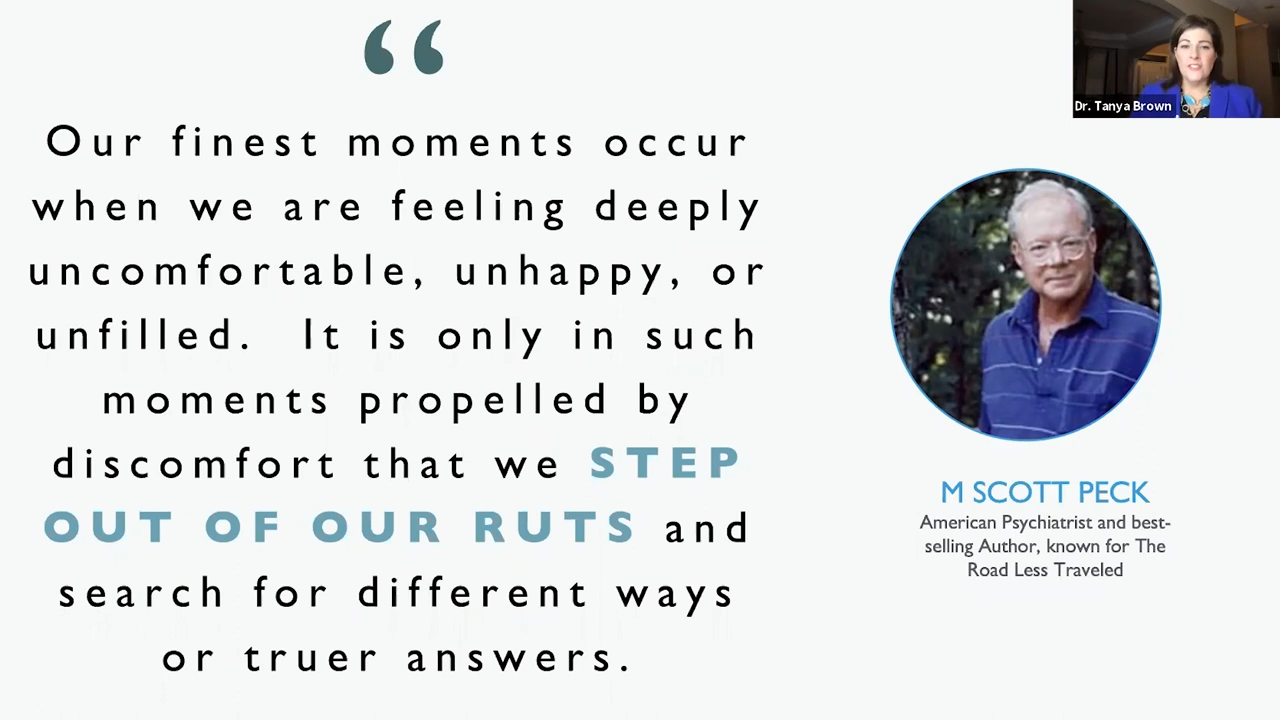 “
Our finest moments occur
when we are feeling deeply
uncomfortable, unhappy, or
unfilled. It is only in such
moments propelled by
discomfort that we STEP
OUT OF OUR RUTS and
search for different ways
or truer answers.
Dr. Tanya Brown
M SCOTT PECK
American Psychiatrist and best-
selling Author, known for The
Road Less Traveled